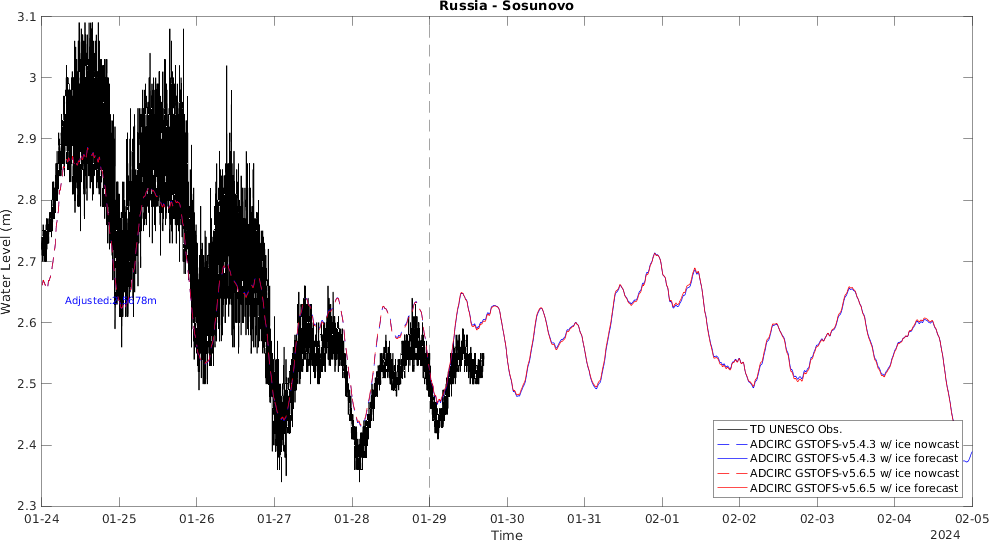 Russia - Sosunovo
Water Level (m)
3.1
3
2.9
2.8
2.7
2.6
2.5
2.4
2.3
Adjusted:
678m
TD UNESCO Obs.
ADCIRC GSTOFS-v5.4.3 w/ ice nowcast
ADCIRC GSTOFS-v5.4.3 w/ ice forecast
ADCIRC GSTOFS-v5.6.5 w/ ice nowcast
ADCIRC GSTOFS-v5.6.5 w/ ice forecast
01-24 01-25 01-26 01-27 01-28 01-29 01-30 01-31 02-01 02-02 02-03 02-04 02-05
Time
2024